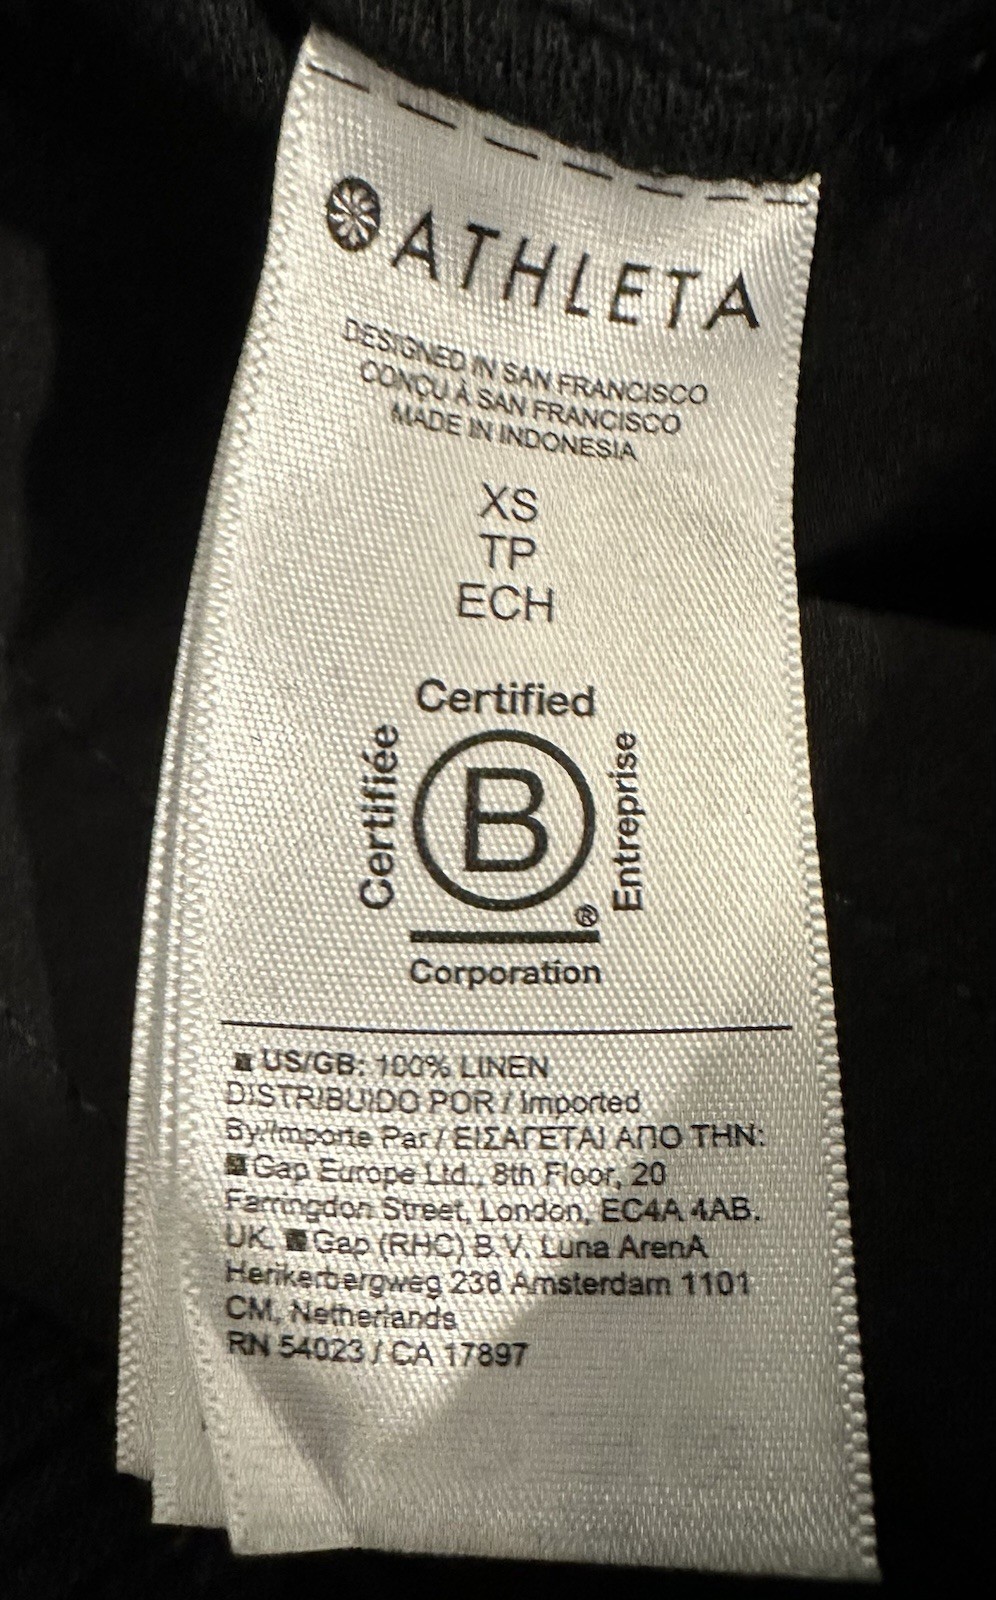 ATHLETA
DESIGNED IN SAN FRANCISCO
CONÇU À SAN FRANCISCO
MADE IN INDONESIA
XS
TP
ECH
Certified
Certifiée
B
Entreprise
®
Corporation
US/GB: 100% LINEN
DISTRIBUIDO POR / Imported
By/Importe Par / ΕΙΣΑΓΕΤΑΙ ΑΠΟ ΤΗΝ:
Gap Europe Ltd., 8th Floor, 20
Farringdon Street, London, EC4A 4AB.
UK. Gap (RHC) B.V. Luna ArenA
Herikerbergweg 238 Amsterdam 1101
CM, Netherlands
RN 54023 / CA 17897